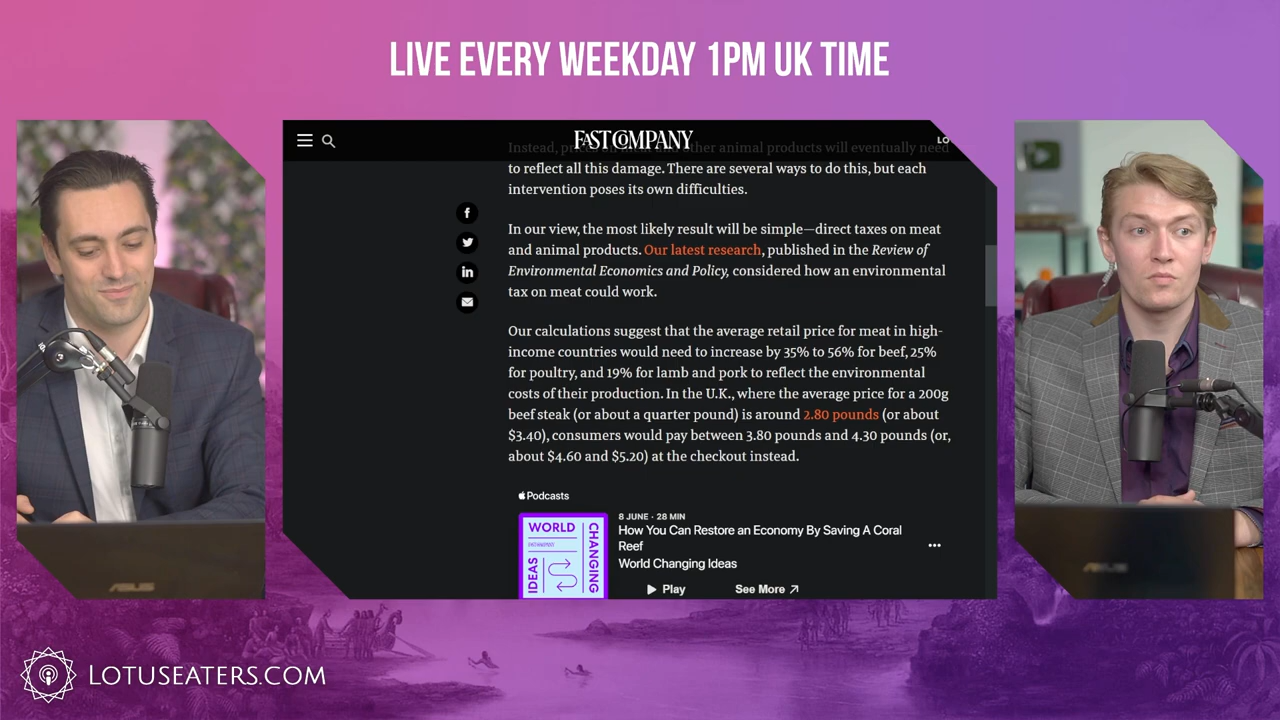 LIVE EVERY WEEKDAY 1PM UK TIME
FAST COMPANY
LO
Instead, prices on meat and other animal products will eventually need
to reflect all this damage. There are several ways to do this, but each
intervention poses its own difficulties.
In our view, the most likely result will be simple—direct taxes on meat
and animal products. Our latest research, published in the Review of
Environmental Economics and Policy, considered how an environmental
tax on meat could work.
Our calculations suggest that the average retail price for meat in high-
income countries would need to increase by 35% to 56% for beef, 25%
for poultry, and 19% for lamb and pork to reflect the environmental
costs of their production. In the U.K., where the average price for a 200g
beef steak (or about a quarter pound) is around 2.80 pounds (or about
$3.40), consumers would pay between 3.80 pounds and 4.30 pounds (or,
about $4.60 and $5.20) at the checkout instead.
Podcasts
WORLD
CHANGING
IDEAS
8 JUNE · 28 MIN
How You Can Restore an Economy By Saving A Coral
Reef
World Changing Ideas
Play
See More
ASUS
ASUS
LOTUSEATERS.COM